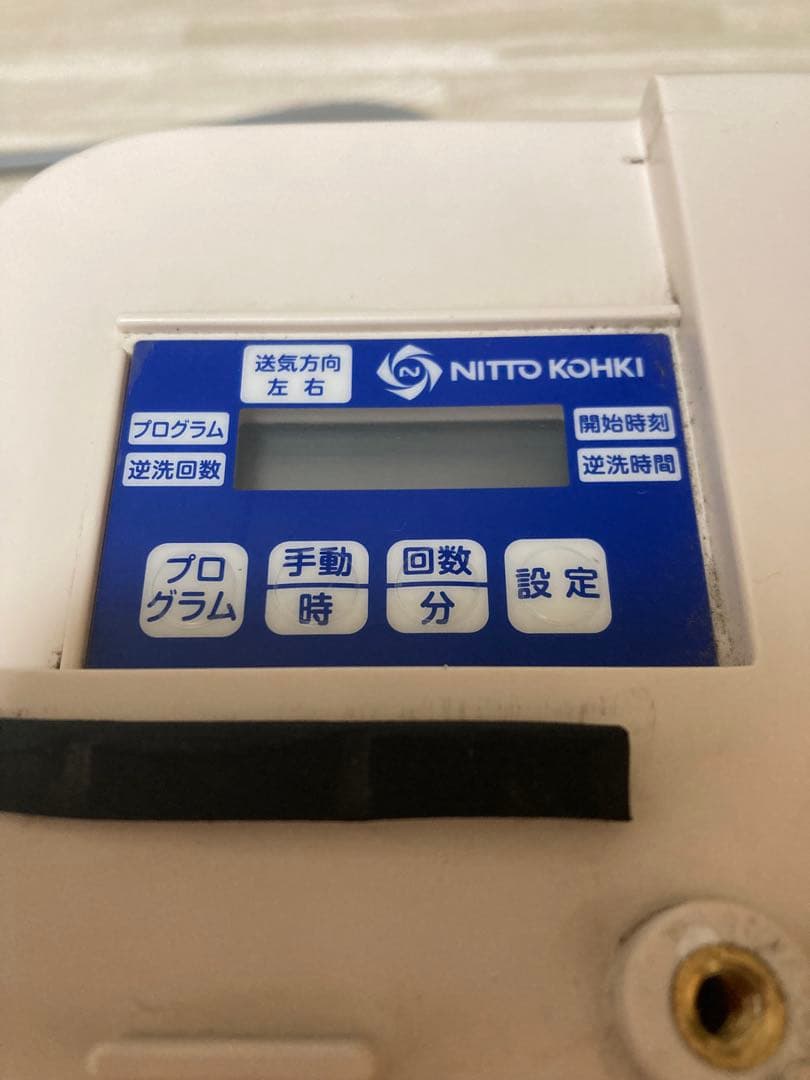 送気方向
左 右
N NITTO KOHKI
プログラム
開始時刻
逆洗回数
逆洗時間
プロ
グラム
手動
時
回数
分
設定